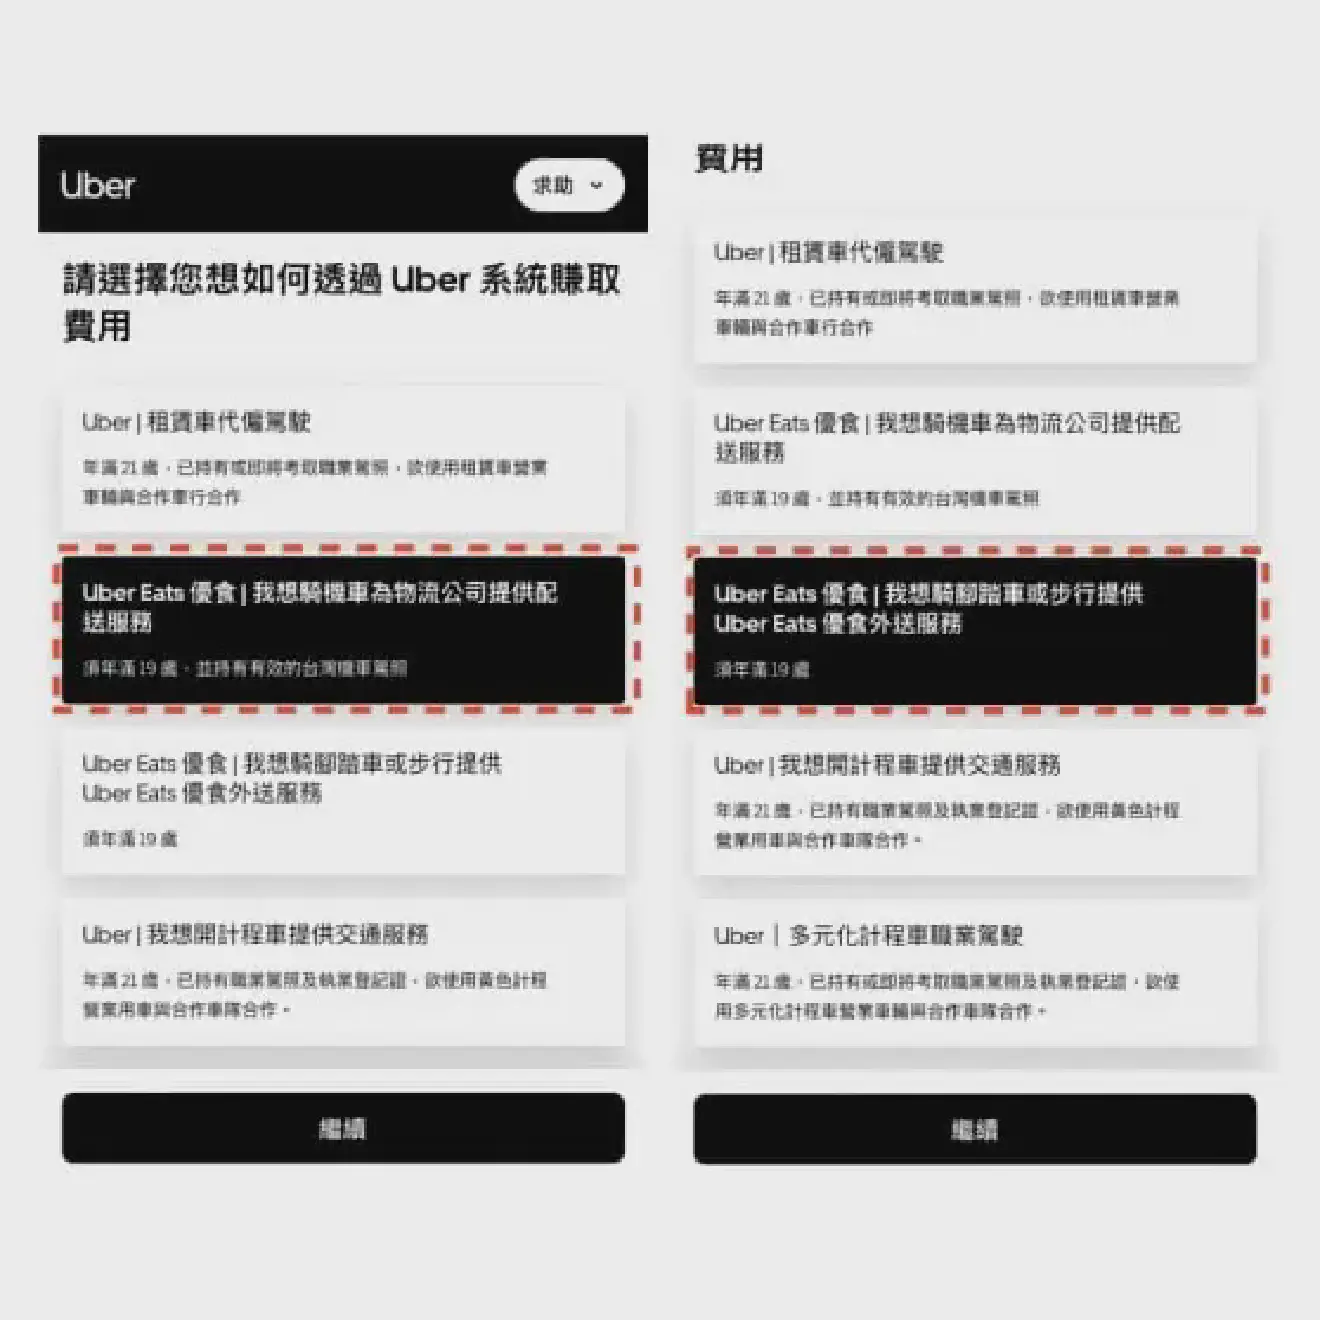 Uber
求助
請選擇您想如何透過 Uber 系統賺取
費用
Uber | 租賃車代僱駕駛
年滿 21 歲，已持有或即將考取職業駕照，欲使用租賃車營業
車輛與合作車行合作
Uber Eats 優食 | 我想騎機車為物流公司提供配
送服務
須年滿 19 歲、並持有有效的台灣機車駕照
Uber Eats 優食 | 我想騎腳踏車或步行提供
Uber Eats 優食外送服務
須年滿 19 歲
Uber | 我想開計程車提供交通服務
年滿 21 歲，已持有職業駕照及執業登記證，欲使用黃色計程
營業用車與合作車隊合作。
繼續
費用
Uber | 租賃車代僱駕駛
年滿 21 歲，已持有或即將考取職業駕照，欲使用租賃車營業
車輛與合作車行合作
Uber Eats 優食 | 我想騎機車為物流公司提供配
送服務
須年滿 19 歲、並持有有效的台灣機車駕照
Uber Eats 優食 | 我想騎腳踏車或步行提供
Uber Eats 優食外送服務
須年滿 19 歲
Uber | 我想開計程車提供交通服務
年滿 21 歲，已持有職業駕照及執業登記證，欲使用黃色計程
營業用車與合作車隊合作。
Uber｜多元化計程車職業駕駛
年滿 21 歲，已持有或即將考取職業駕照及執業登記證，欲使
用多元化計程車營業車輛與合作車隊合作。
繼續